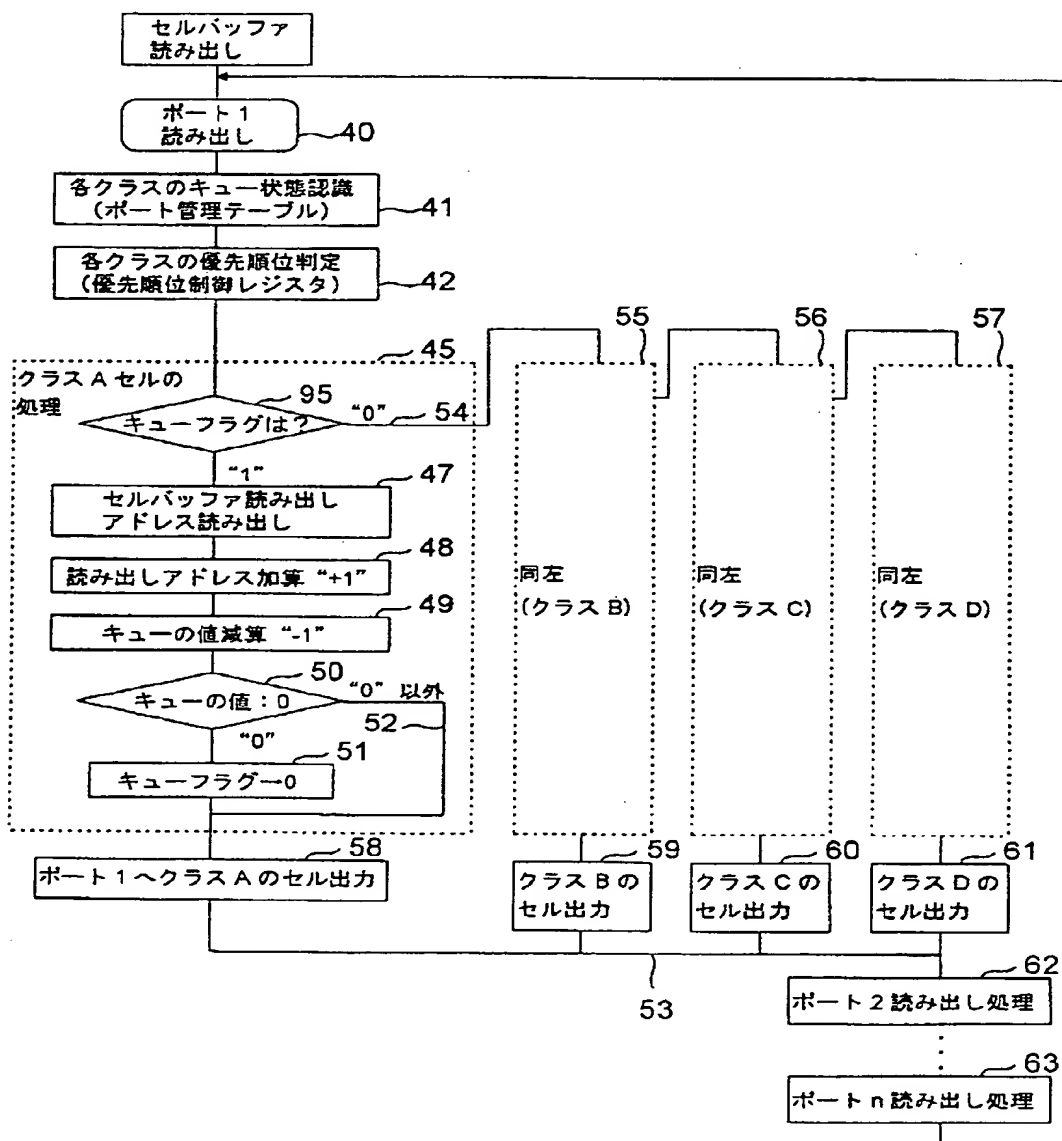 セルバッファ
読み出し
ポート1
読み出し
40
各クラスのキュー状態認識
(ポート管理テーブル)
41
各クラスの優先順位判定
(優先順位制御レジスタ)
42
45
クラスAセルの
処理
95
キューフラグは?
“0”
54
“1”
47
セルバッファ読み出し
アドレス読み出し
48
読み出しアドレス加算 “+1”
49
キューの値減算 “-1”
50
キューの値:0
“0” 以外
52
“0”
51
キューフラグ→0
58
ポート1へクラスAのセル出力
55
同左
(クラスB)
59
クラスBの
セル出力
56
同左
(クラスC)
60
クラスCの
セル出力
57
同左
(クラスD)
61
クラスDの
セル出力
53
62
ポート2読み出し処理
63
ポートn読み出し処理